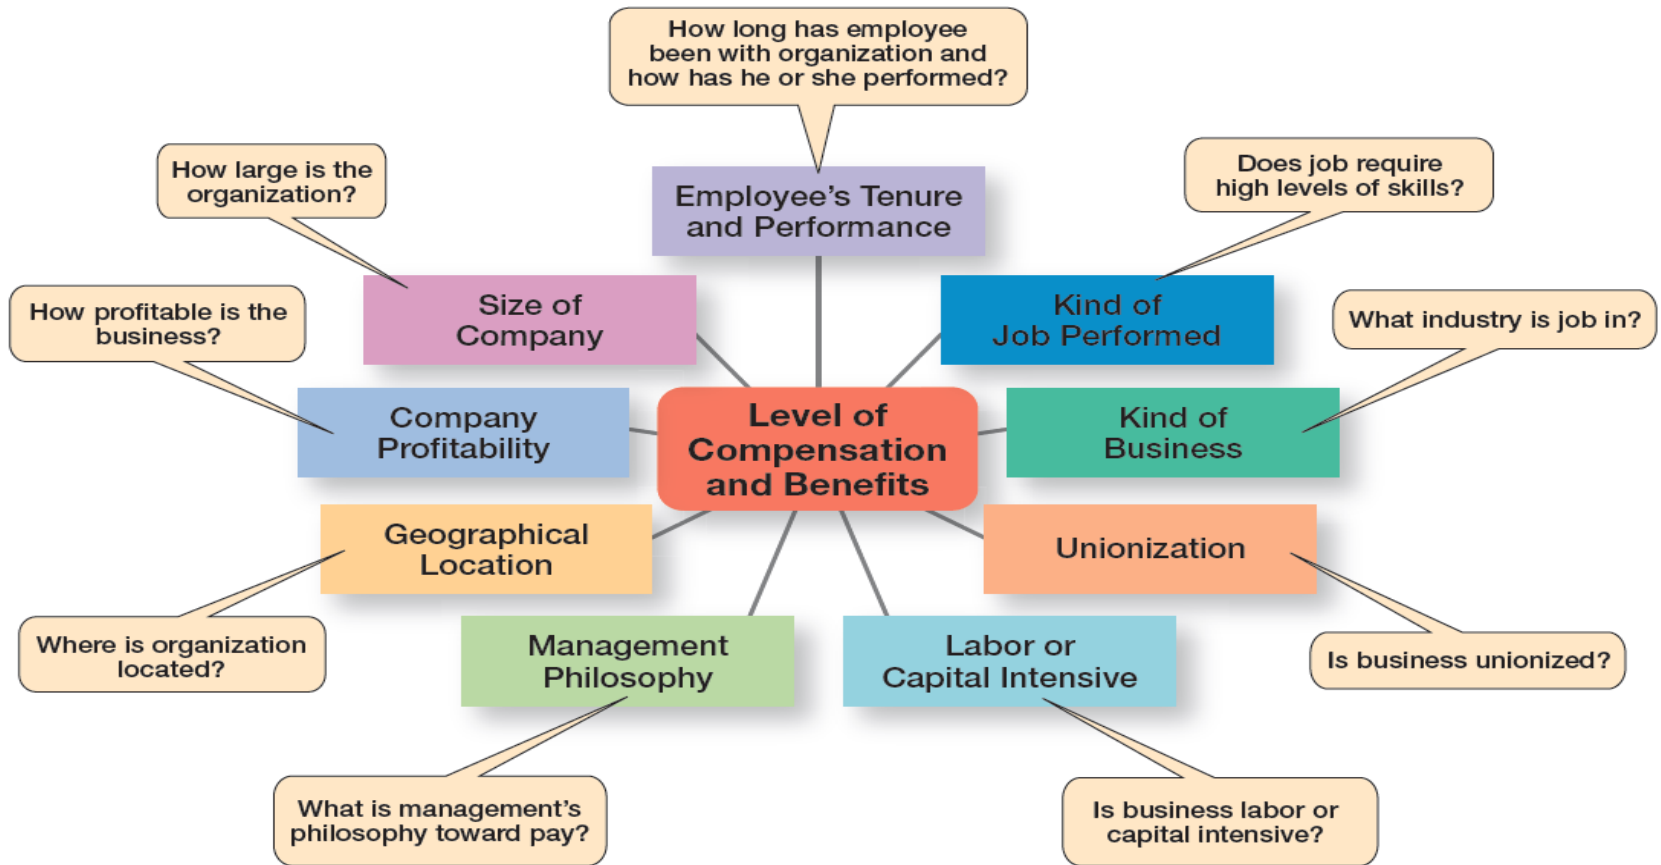 How long has employee
been with organization and
how has he or she performed?
Employee’s Tenure
and Performance
How large is the
organization?
Size of
Company
Does job require
high levels of skills?
Kind of
Job Performed
How profitable is the
business?
Company
Profitability
Level of
Compensation
and Benefits
What industry is job in?
Kind of
Business
Geographical
Location
Where is organization
located?
Unionization
Is business unionized?
Management
Philosophy
What is management’s
philosophy toward pay?
Labor or
Capital Intensive
Is business labor or
capital intensive?